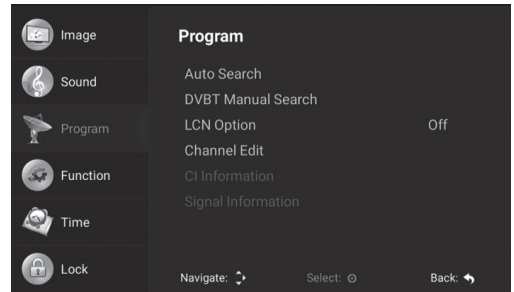 Image
Sound
Program
Function
Time
Lock
Program
Auto Search
DVBT Manual Search
LCN Option Off
Channel Edit
CI Information
Signal Information
Navigate: Select: Back: